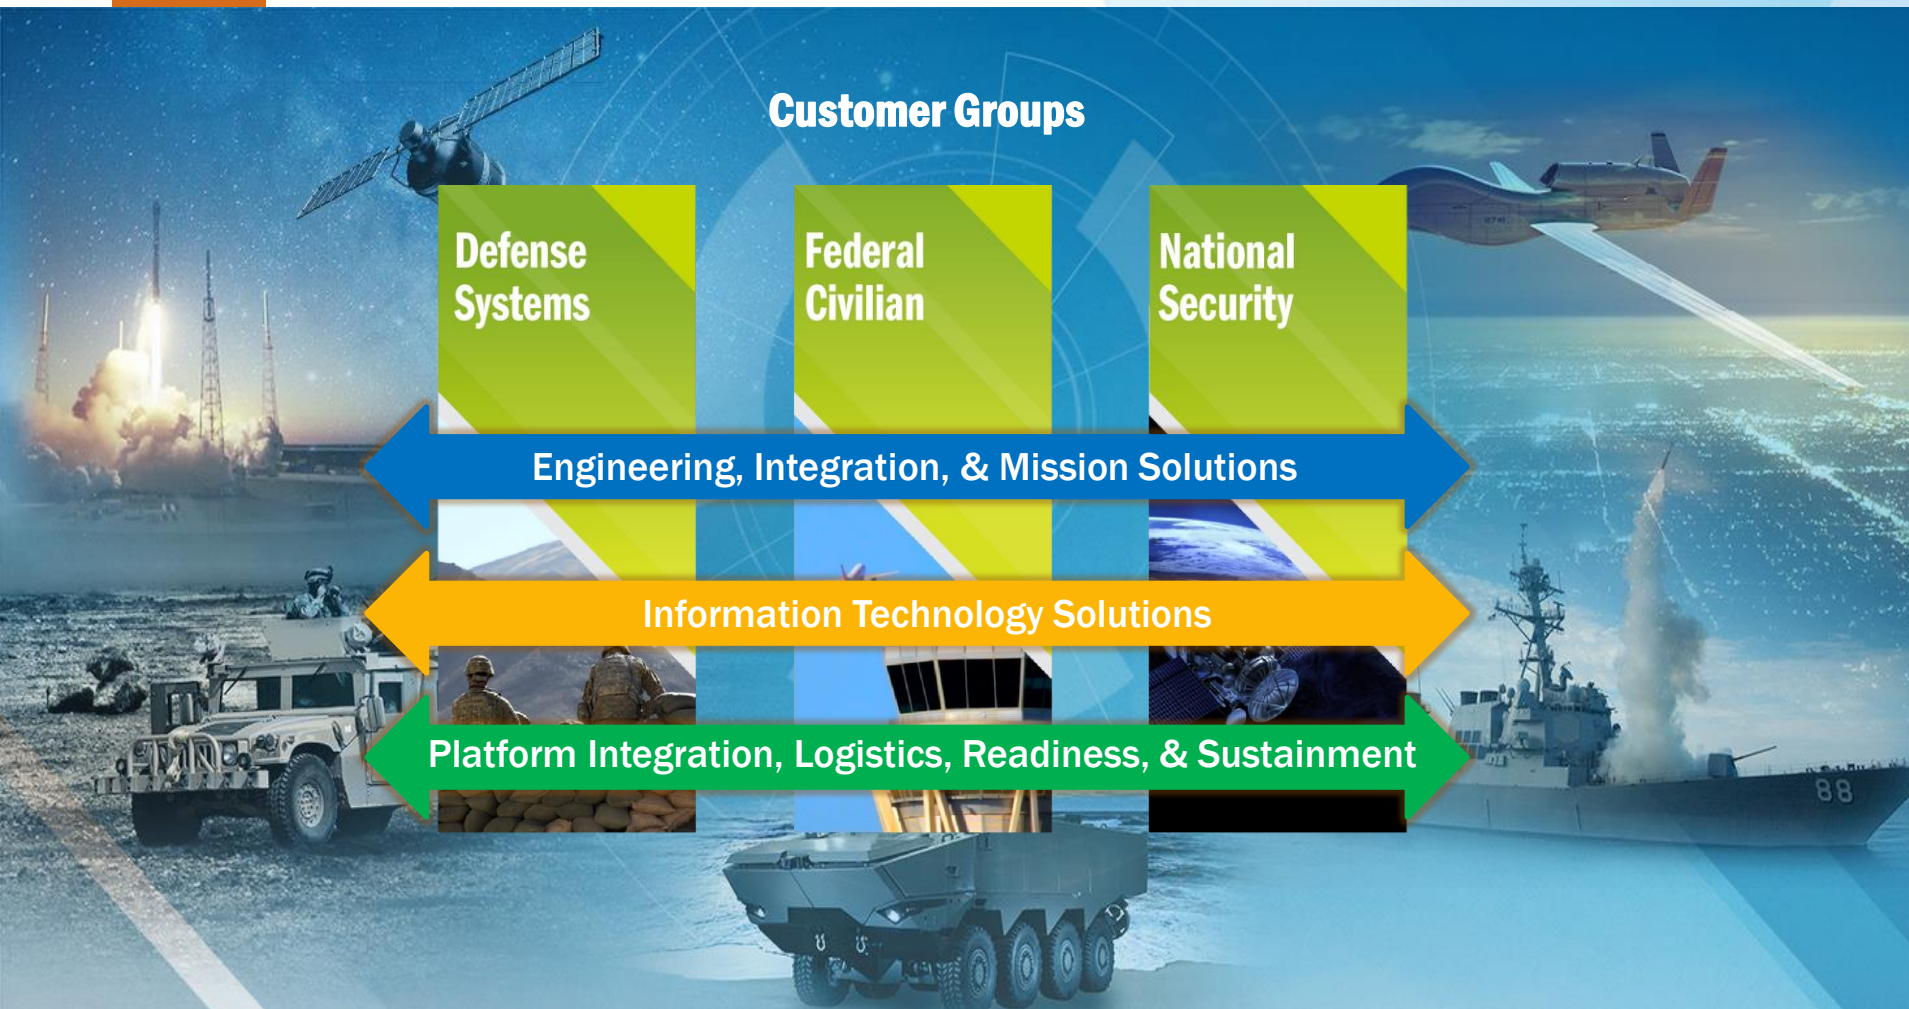 Customer Groups
Defense
Systems
Federal
Civilian
National
Security
Engineering, Integration, & Mission Solutions
Information Technology Solutions
Platform Integration, Logistics, Readiness, & Sustainment
88